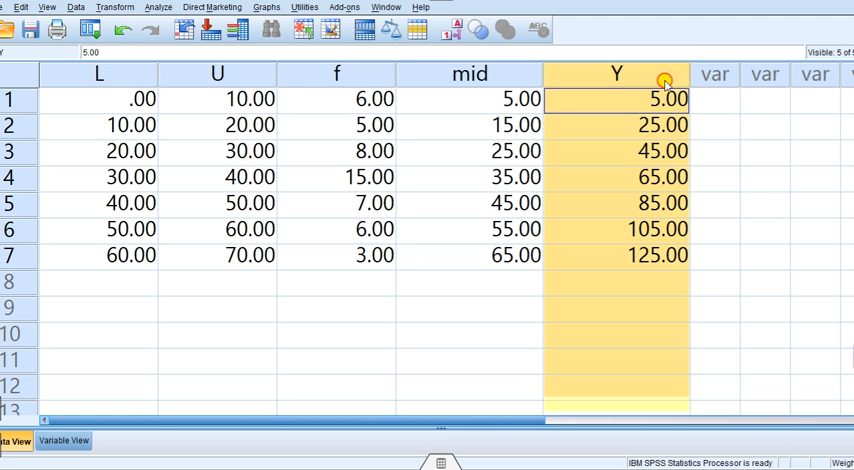 e Edit View Data Transform Analyze Direct Marketing Graphs Utilities Add-ons Window Help
Y 5.00 Visible: 5 of 5
L U f mid Y var var var
1 .00 10.00 6.00 5.00 5.00
2 10.00 20.00 5.00 15.00 25.00
3 20.00 30.00 8.00 25.00 45.00
4 30.00 40.00 15.00 35.00 65.00
5 40.00 50.00 7.00 45.00 85.00
6 50.00 60.00 6.00 55.00 105.00
7 60.00 70.00 3.00 65.00 125.00
8
9
10
11
12
13
ata View Variable View
IBM SPSS Statistics Processor is ready Weigh